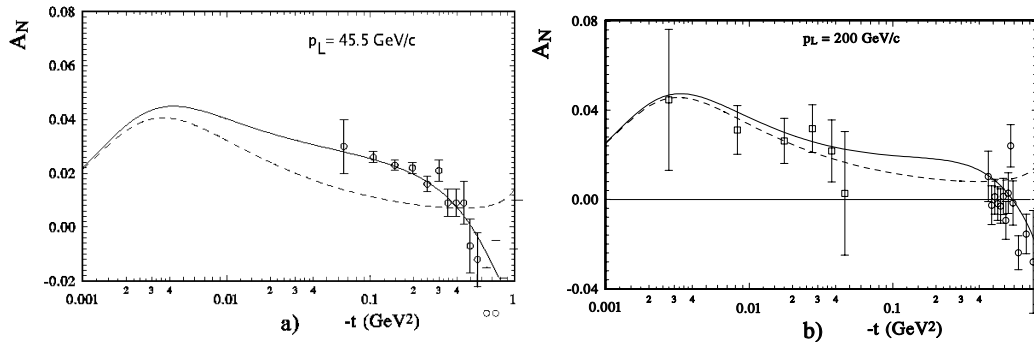 0.08
A_N
p_L = 45.5 GeV/c
0.06
0.04
0.02
0.00
-0.02
0.001 2 3 4 0.01 2 3 4 0.1 2 3 4 1
a) -t (GeV²)
0.08
A_N
p_L = 200 GeV/c
0.04
0.00
-0.04
0.001 2 3 4 0.01 2 3 4 0.1 2 3 4 1
b) -t (GeV²)